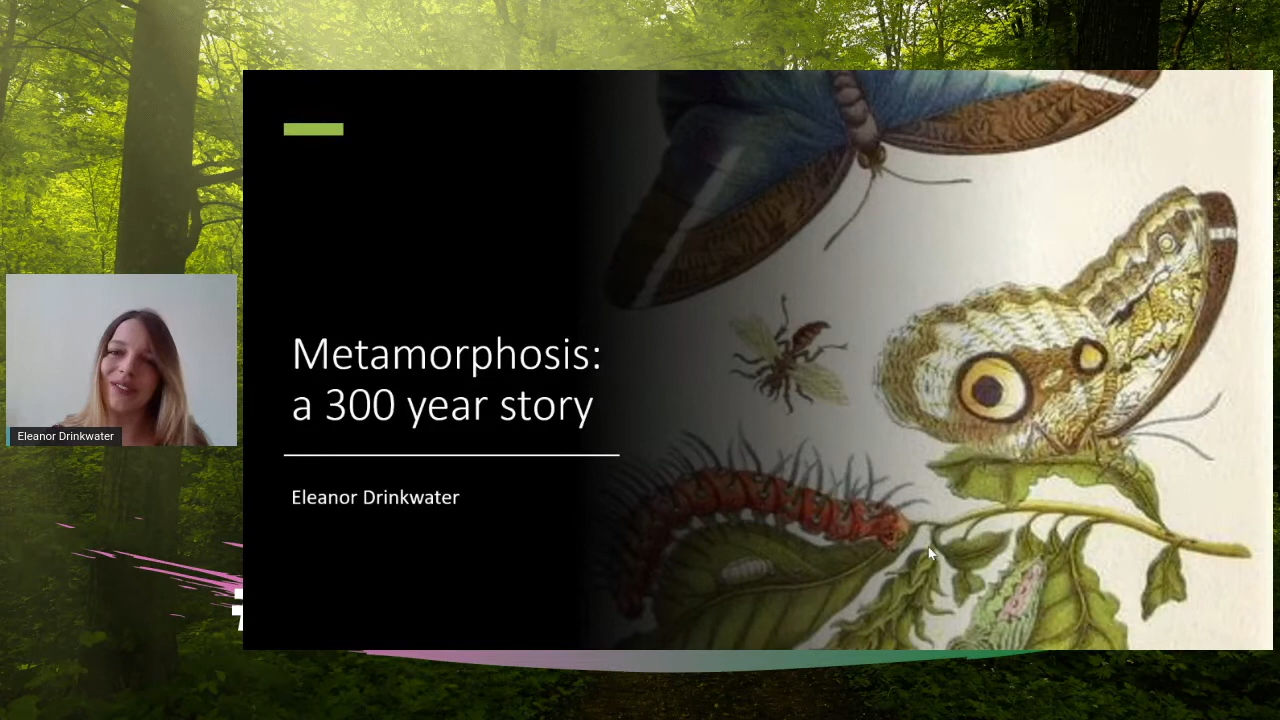 Metamorphosis:
a 300 year story
Eleanor Drinkwater
Eleanor Drinkwater